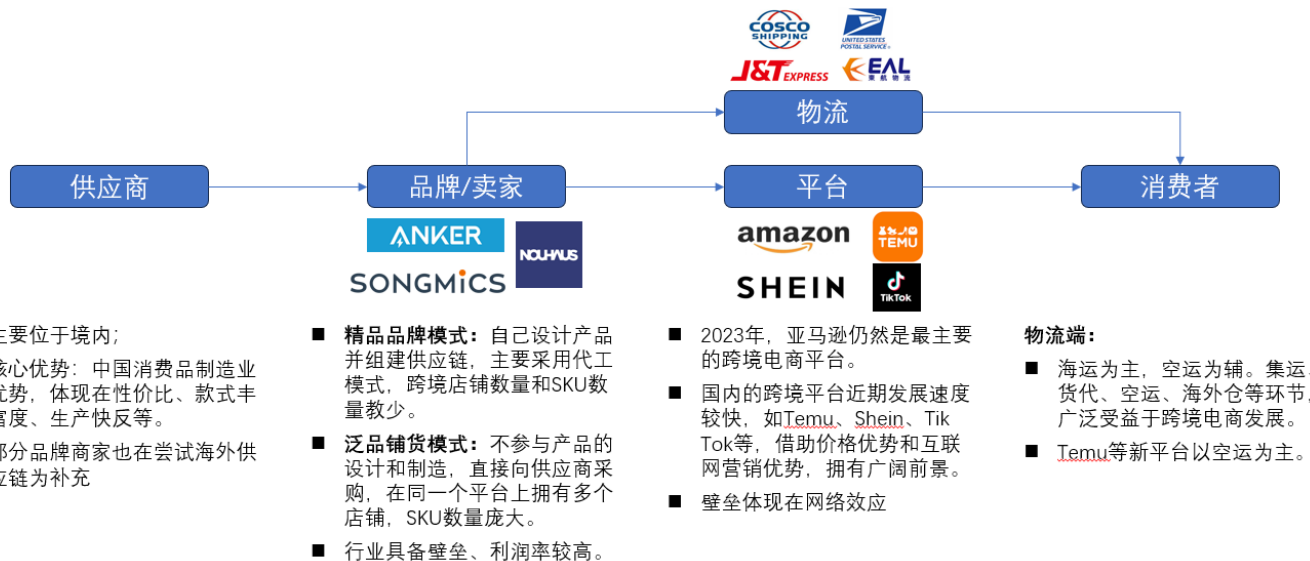 COSCO
SHIPPING
UNITED STATES
POSTAL SERVICE
J&T EXPRESS
EAL
東航物流
物流
供应商
品牌/卖家
平台
消费者
ANKER
NOUHAUS
SONGMICS
amazon
TEMU
SHEIN
TikTok
主要位于境内；
核心优势：中国消费品制造业
优势，体现在性价比、款式丰
富度、生产快反等。
部分品牌商家也在尝试海外供
应链为补充
■ 精品品牌模式：自己设计产品
并组建供应链，主要采用代工
模式，跨境店铺数量和SKU数
量教少。
■ 泛品铺货模式：不参与产品的
设计和制造，直接向供应商采
购，在同一个平台上拥有多个
店铺，SKU数量庞大。
■ 行业具备壁垒、利润率较高。
■ 2023年，亚马逊仍然是最主要
的跨境电商平台。
■ 国内的跨境平台近期发展速度
较快，如Temu、Shein、Tik
Tok等，借助价格优势和互联
网营销优势，拥有广阔前景。
■ 壁垒体现在网络效应
物流端：
■ 海运为主，空运为辅。集运、
货代、空运、海外仓等环节，
广泛受益于跨境电商发展。
■ Temu等新平台以空运为主。